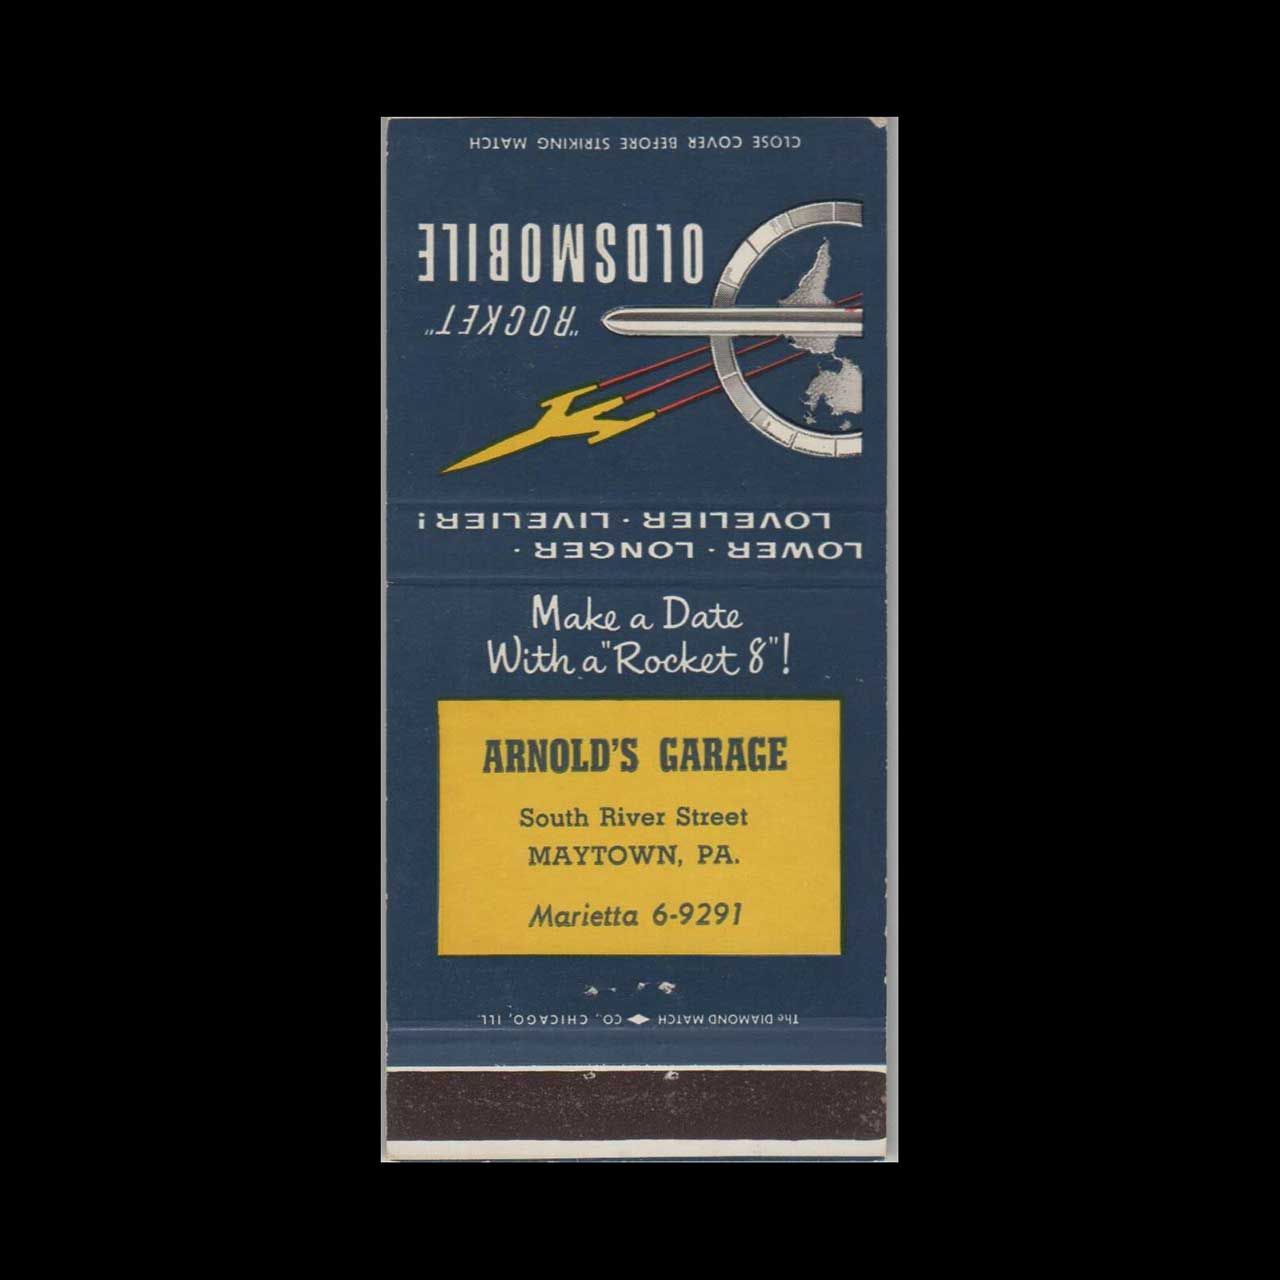 CLOSE COVER BEFORE STRIKING MATCH
OLDSMOBILE
"ROCKET"
LOWER · LONGER ·
LOVELIER · LIVELIER!
Make a Date
With a "Rocket 8"!
ARNOLD'S GARAGE
South River Street
MAYTOWN, PA.
Marietta 6-9291
The DIAMOND MATCH CO., CHICAGO, ILL.